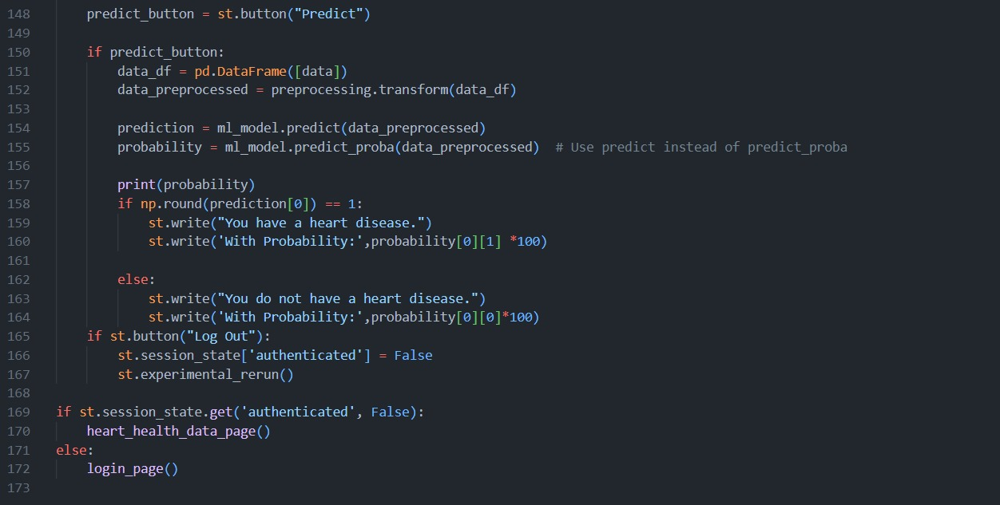 148 predict_button = st.button("Predict")
149
150 if predict_button:
151 data_df = pd.DataFrame([data])
152 data_preprocessed = preprocessing.transform(data_df)
153
154 prediction = ml_model.predict(data_preprocessed)
155 probability = ml_model.predict_proba(data_preprocessed)  # Use predict instead of predict_proba
156
157 print(probability)
158 if np.round(prediction[0]) == 1:
159 st.write("You have a heart disease.")
160 st.write('With Probability:',probability[0][1] *100)
161
162 else:
163 st.write("You do not have a heart disease.")
164 st.write('With Probability:',probability[0][0]*100)
165 if st.button("Log Out"):
166 st.session_state['authenticated'] = False
167 st.experimental_rerun()
168
169 if st.session_state.get('authenticated', False):
170 heart_health_data_page()
171 else:
172 login_page()
173